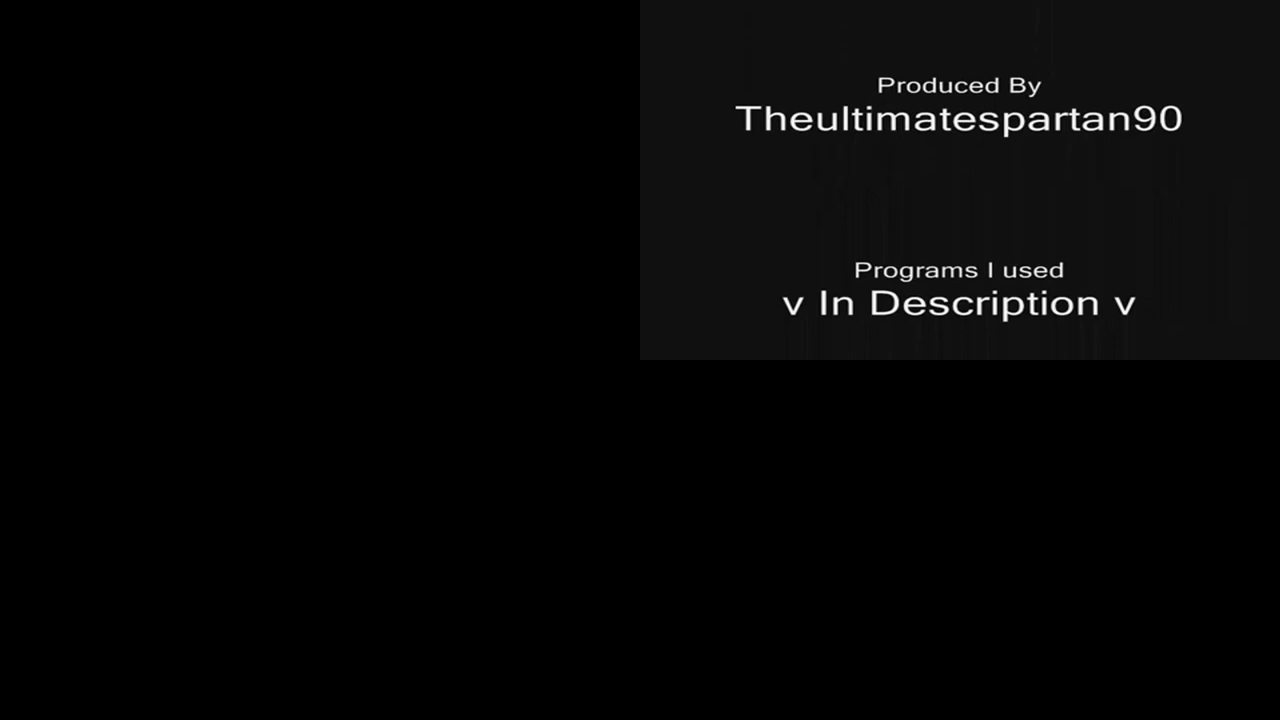 Produced By
Theultimatespartan90
Programs I used
v In Description v